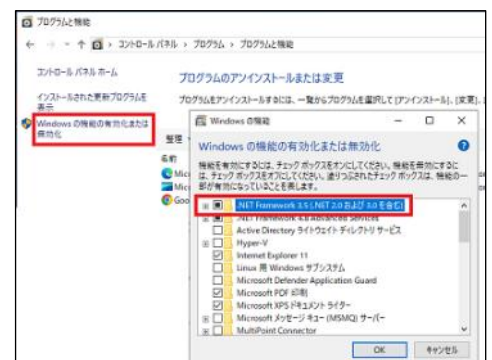 プログラムと機能
コントロール パネル › プログラム › プログラムと機能
コントロール パネル ホーム
インストールされた更新プログラムを
表示
Windows の機能の有効化または
無効化
プログラムのアンインストールまたは変更
プログラムをアンインストールするには、一覧からプログラムを選択して [アンインストール]、[変更]、
整理
名前
Mic
Mic
Goo
Windows の機能
Windows の機能の有効化または無効化
機能を有効にするには、チェック ボックスをオンにしてください。機能を無効にするに
は、チェック ボックスをオフにしてください。塗りつぶされたチェック ボックスは、機能の一
部が有効になっていることを表します。
.NET Framework 3.5 (.NET 2.0 および 3.0 を含む)
.NET Framework 4.8 Advanced Services
Active Directory ライトウェイト ディレクトリ サービス
Hyper-V
Internet Explorer 11
Linux 用 Windows サブシステム
Microsoft Defender Application Guard
Microsoft PDF 印刷
Microsoft XPS ドキュメント ライター
Microsoft メッセージ キュー (MSMQ) サーバー
MultiPoint Connector
OK
キャンセル